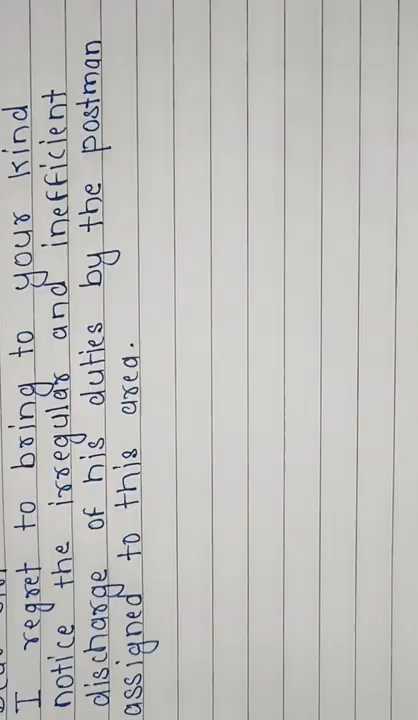 I regret to bring to your kind
notice the irregular and inefficient
discharge of his duties by the postman
assigned to this area.